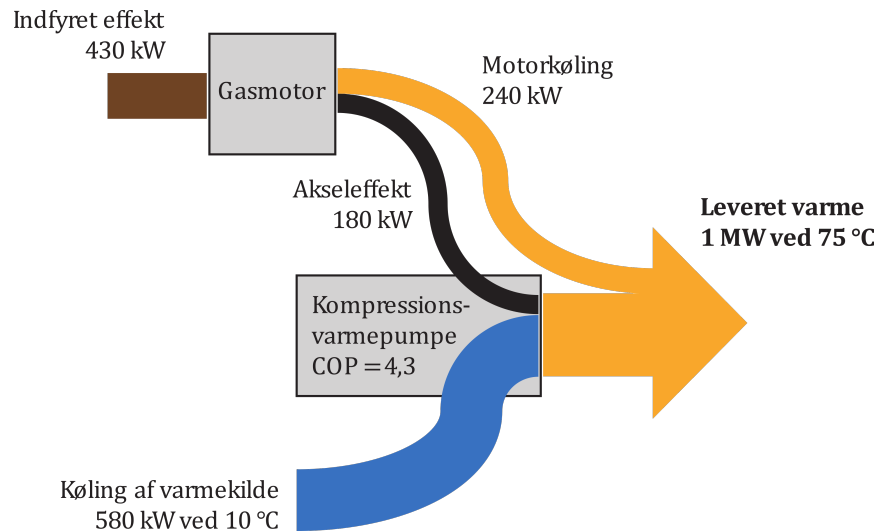 Indfyret effekt
430 kW
Gasmotor
Motorkøling
240 kW
Akseleffekt
180 kW
Leveret varme
1 MW ved 75 °C
Kompressions-
varmepumpe
COP = 4,3
Køling af varmekilde
580 kW ved 10 °C